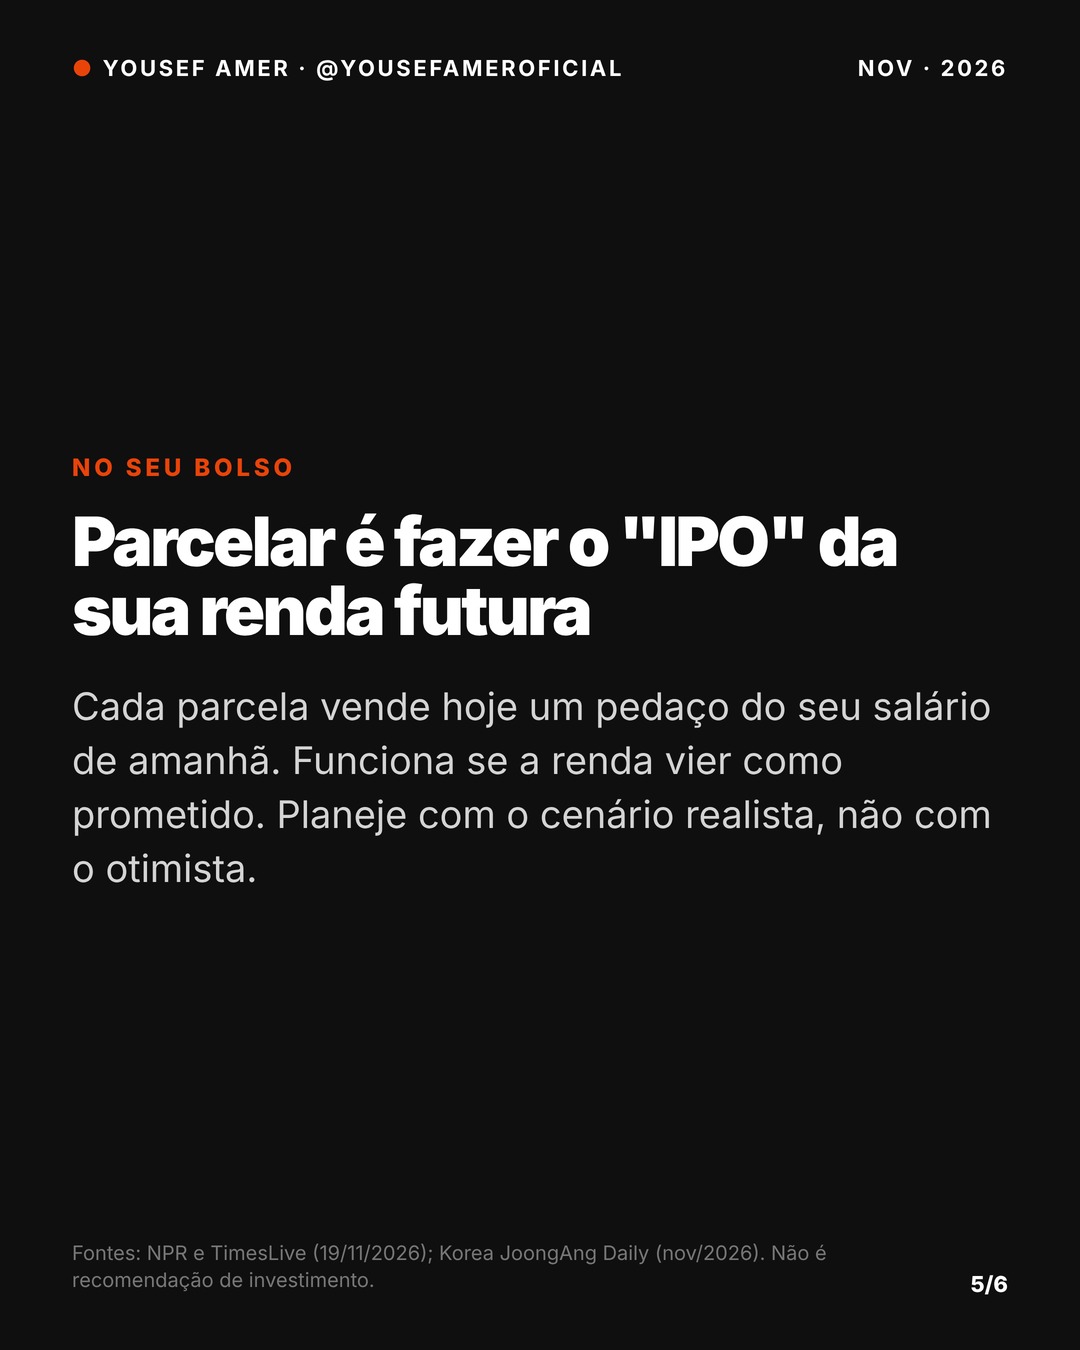 YOUSEF AMER · @YOUSEFAMEROFICIAL
NOV · 2026
NO SEU BOLSO
Parcelar é fazer o "IPO" da
sua renda futura
Cada parcela vende hoje um pedaço do seu salário
de amanhã. Funciona se a renda vier como
prometido. Planeje com o cenário realista, não com
o otimista.
Fontes: NPR e TimesLive (19/11/2026); Korea JoongAng Daily (nov/2026). Não é
recomendação de investimento.
5/6